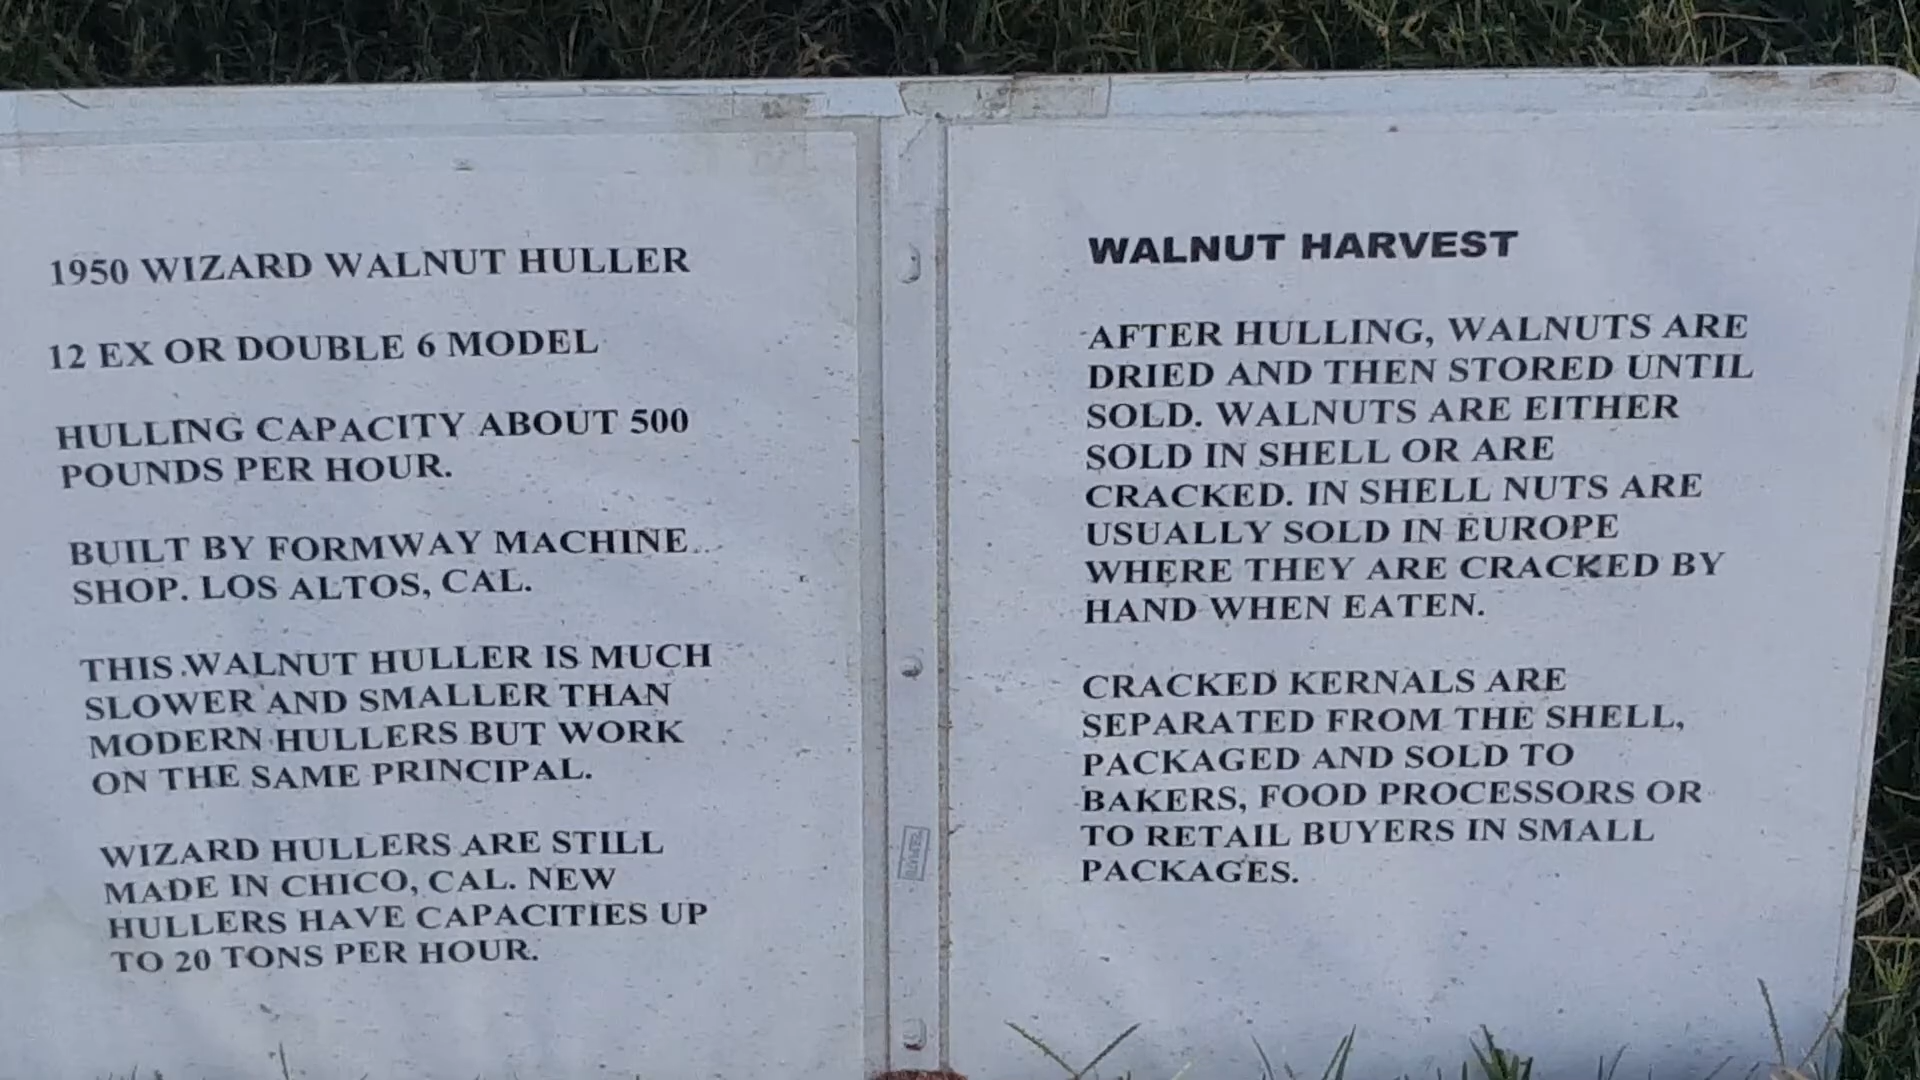 1950 WIZARD WALNUT HULLER
12 EX OR DOUBLE 6 MODEL
HULLING CAPACITY ABOUT 500
POUNDS PER HOUR.
BUILT BY FORMWAY MACHINE
SHOP. LOS ALTOS, CAL.
THIS WALNUT HULLER IS MUCH
SLOWER AND SMALLER THAN
MODERN HULLERS BUT WORK
ON THE SAME PRINCIPAL.
WIZARD HULLERS ARE STILL
MADE IN CHICO, CAL. NEW
HULLERS HAVE CAPACITIES UP
TO 20 TONS PER HOUR.
WALNUT HARVEST
AFTER HULLING, WALNUTS ARE
DRIED AND THEN STORED UNTIL
SOLD. WALNUTS ARE EITHER
SOLD IN SHELL OR ARE
CRACKED. IN SHELL NUTS ARE
USUALLY SOLD IN EUROPE
WHERE THEY ARE CRACKED BY
HAND WHEN EATEN.
CRACKED KERNALS ARE
SEPARATED FROM THE SHELL,
PACKAGED AND SOLD TO
BAKERS, FOOD PROCESSORS OR
TO RETAIL BUYERS IN SMALL
PACKAGES.